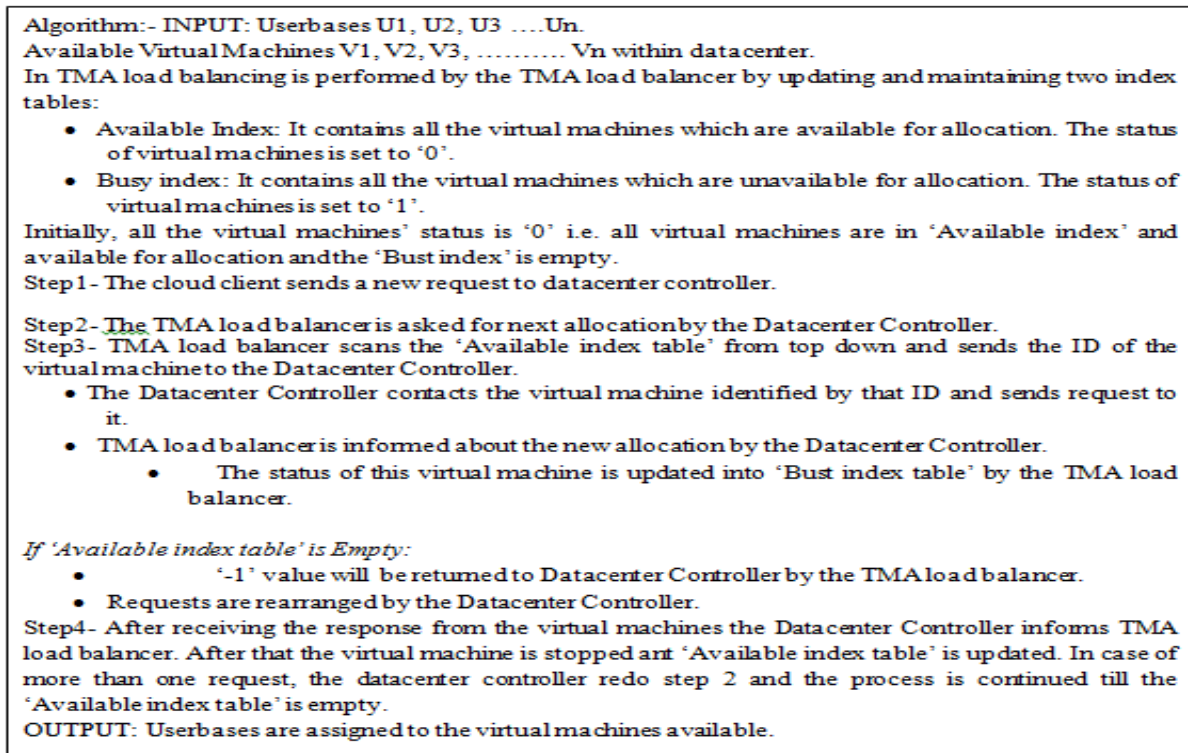 Algorithm:- INPUT: Userbases U1, U2, U3 ….Un.
Available Virtual Machines V1, V2, V3, ………. Vn within datacenter.
In TMA load balancing is performed by the TMA load balancer by updating and maintaining two index
tables:
• Available Index: It contains all the virtual machines which are available for allocation. The status
of virtual machines is set to ‘0’.
• Busy index: It contains all the virtual machines which are unavailable for allocation. The status of
virtual machines is set to ‘1’.
Initially, all the virtual machines’ status is ‘0’ i.e. all virtual machines are in ‘Available index’ and
available for allocation and the ‘Bust index’ is empty.
Step1- The cloud client sends a new request to datacenter controller.
Step2- The TMA load balancer is asked for next allocation by the Datacenter Controller.
Step3- TMA load balancer scans the ‘Available index table’ from top down and sends the ID of the
virtual machine to the Datacenter Controller.
• The Datacenter Controller contacts the virtual machine identified by that ID and sends request to
it.
• TMA load balancer is informed about the new allocation by the Datacenter Controller.
• The status of this virtual machine is updated into ‘Bust index table’ by the TMA load
balancer.
If ‘Available index table’ is Empty:
• ‘-1’ value will be returned to Datacenter Controller by the TMA load balancer.
• Requests are rearranged by the Datacenter Controller.
Step4- After receiving the response from the virtual machines the Datacenter Controller informs TMA
load balancer. After that the virtual machine is stopped ant ‘Available index table’ is updated. In case of
more than one request, the datacenter controller redo step 2 and the process is continued till the
‘Available index table’ is empty.
OUTPUT: Userbases are assigned to the virtual machines available.